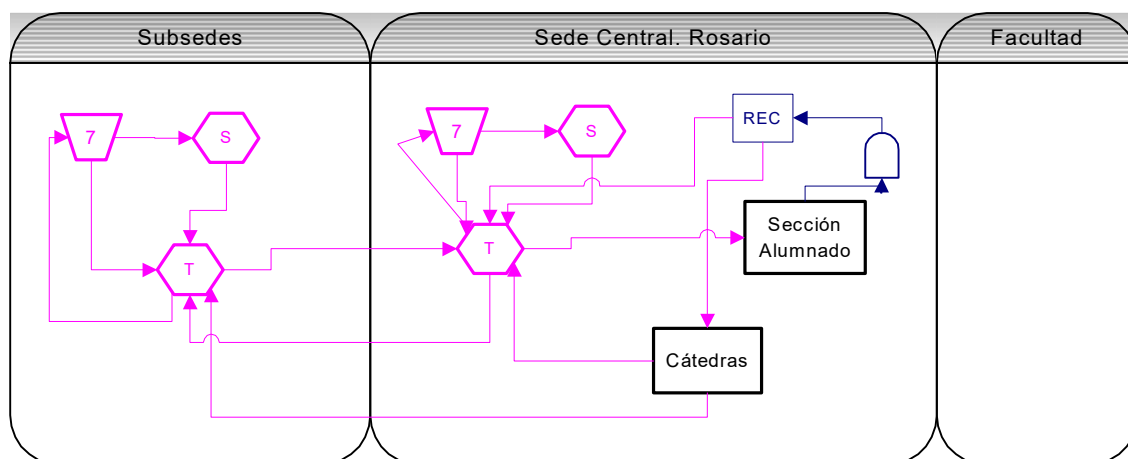 Subsedes
Sede Central. Rosario
Facultad
7
S
T
7
S
T
REC
Sección
Alumnado
Cátedras